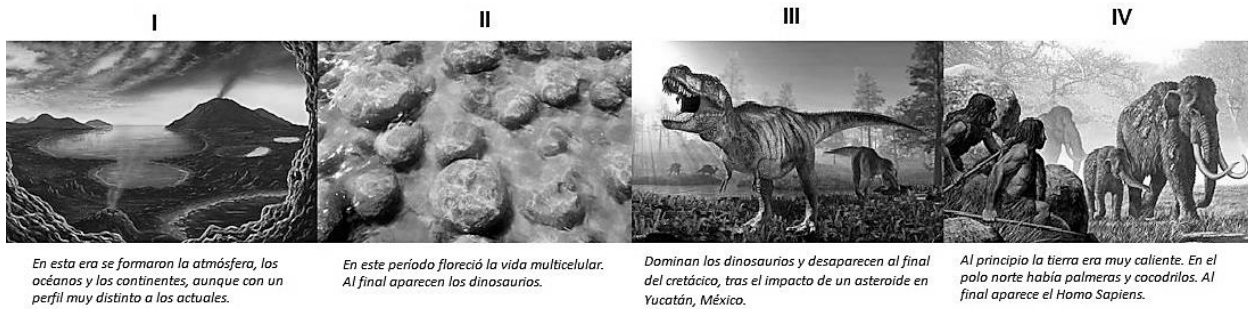 I
II
III
IV
En esta era se formaron la atmósfera, los
océanos y los continentes, aunque con un
perfil muy distinto a los actuales.
En este período floreció la vida multicelular.
Al final aparecen los dinosaurios.
Dominan los dinosaurios y desaparecen al final
del cretácico, tras el impacto de un asteroide en
Yucatán, México.
Al principio la tierra era muy caliente. En el
polo norte había palmeras y cocodrilos. Al
final aparece el Homo Sapiens.